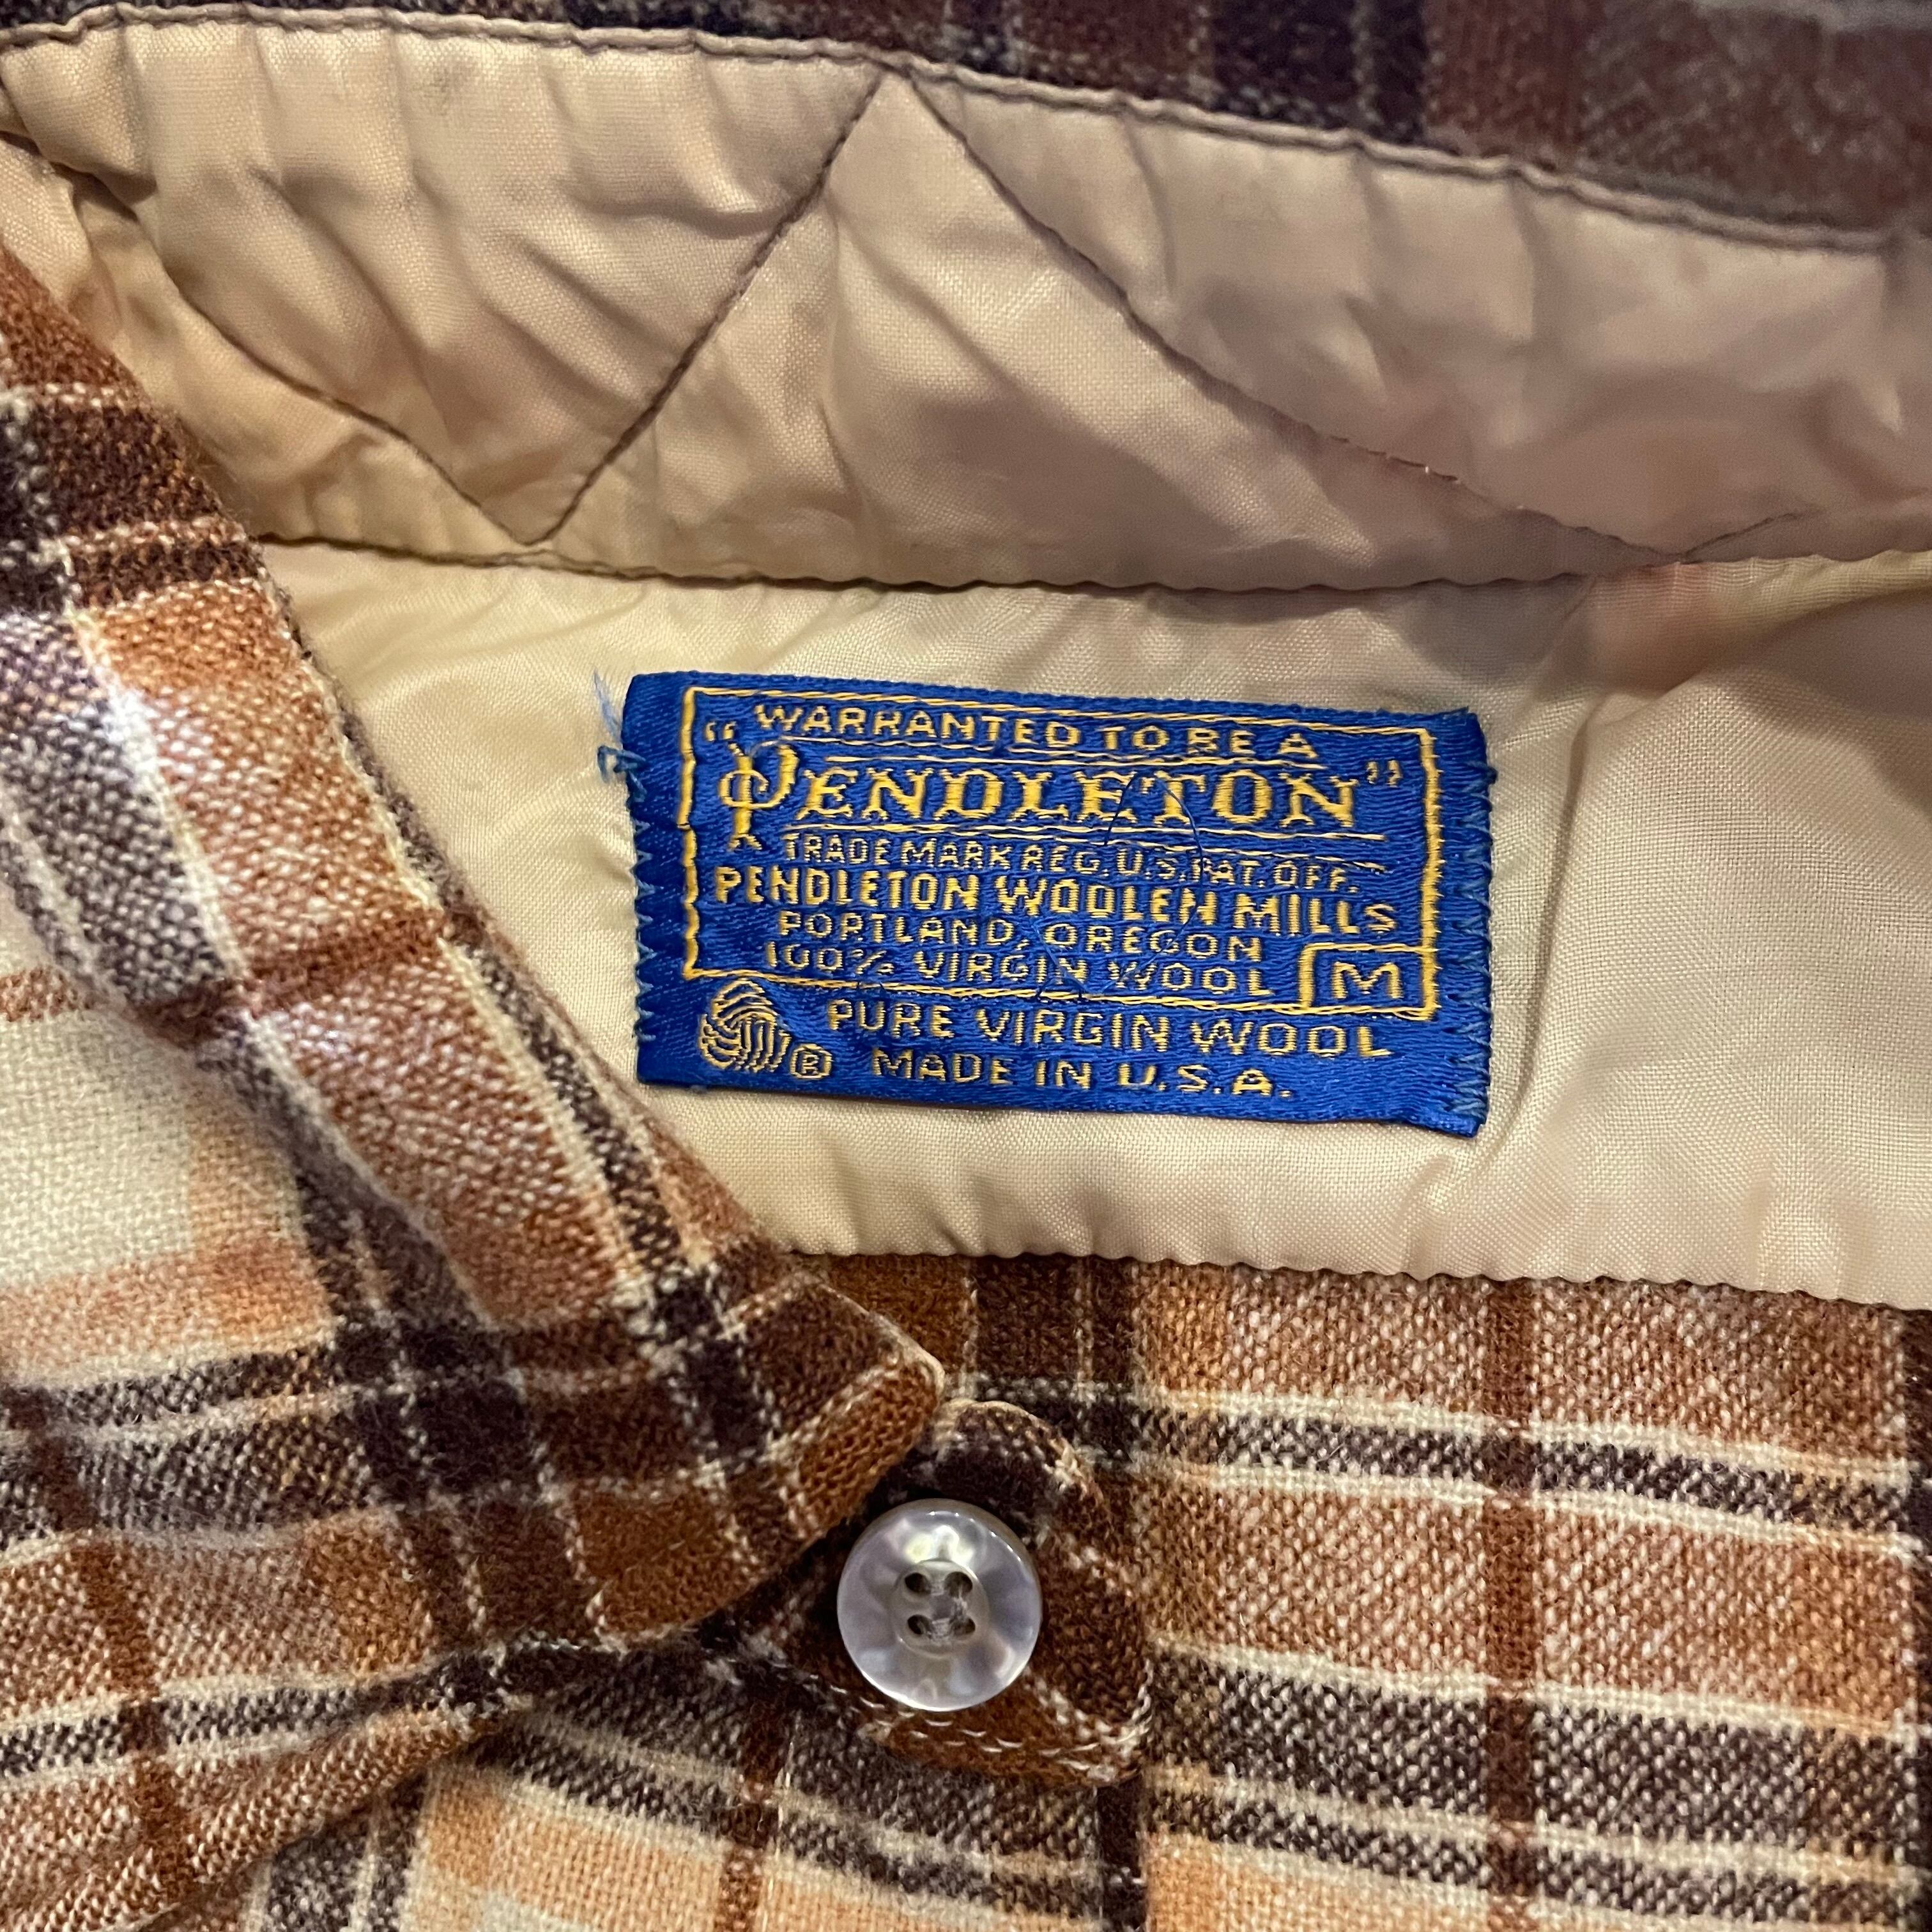 WARRANTED TO BE A
"PENDLETON"
TRADE MARK REG. U.S. PAT. OFF.
PENDLETON WOOLEN MILLS
PORTLAND, OREGON
100% VIRGIN WOOL M
PURE VIRGIN WOOL
® MADE IN U.S.A.